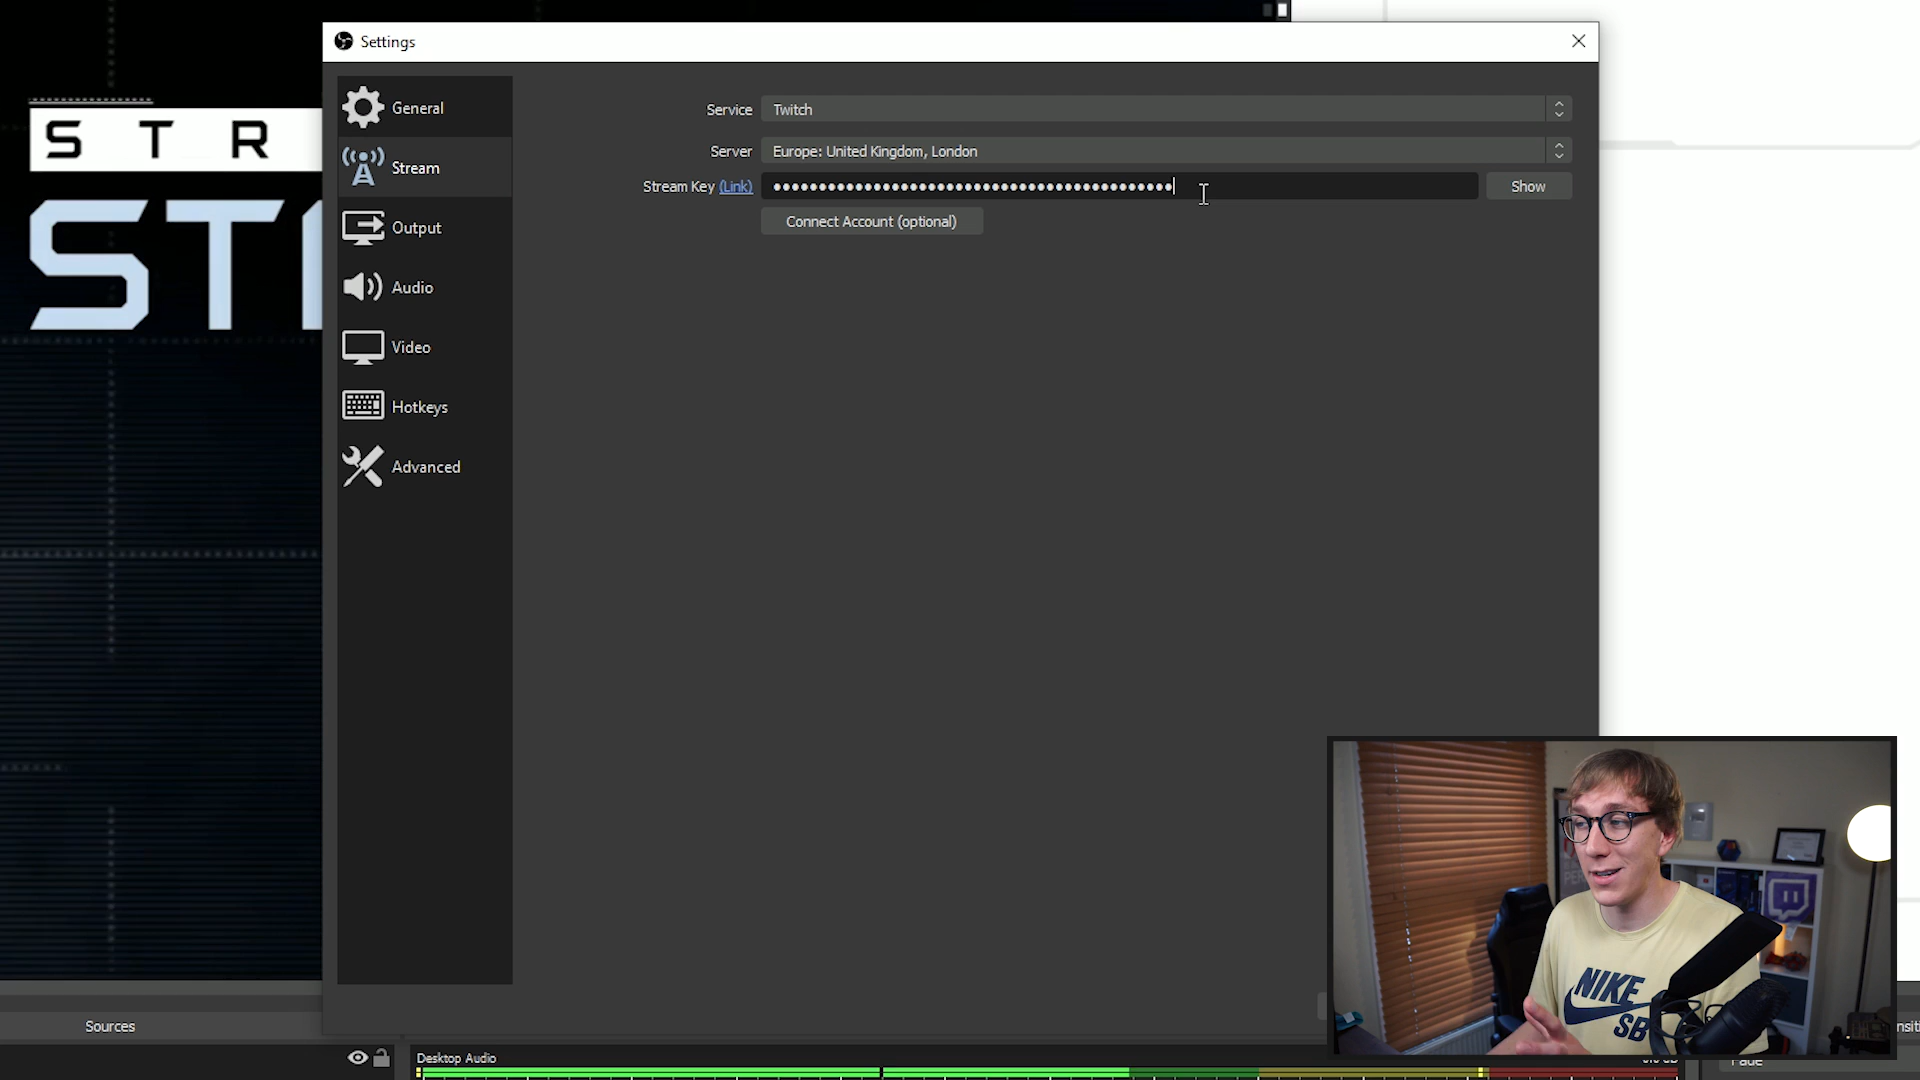 Settings
S T R
ST
General
Stream
Output
Audio
Video
Hotkeys
Advanced
Service
Twitch
Server
Europe: United Kingdom, London
Stream Key (Link)
●●●●●●●●●●●●●●●●●●●●●●●●●●●●●●●●●●●●●●●●●●●●
Show
Connect Account (optional)
NIKE
SB
Sources
Desktop Audio
Fade